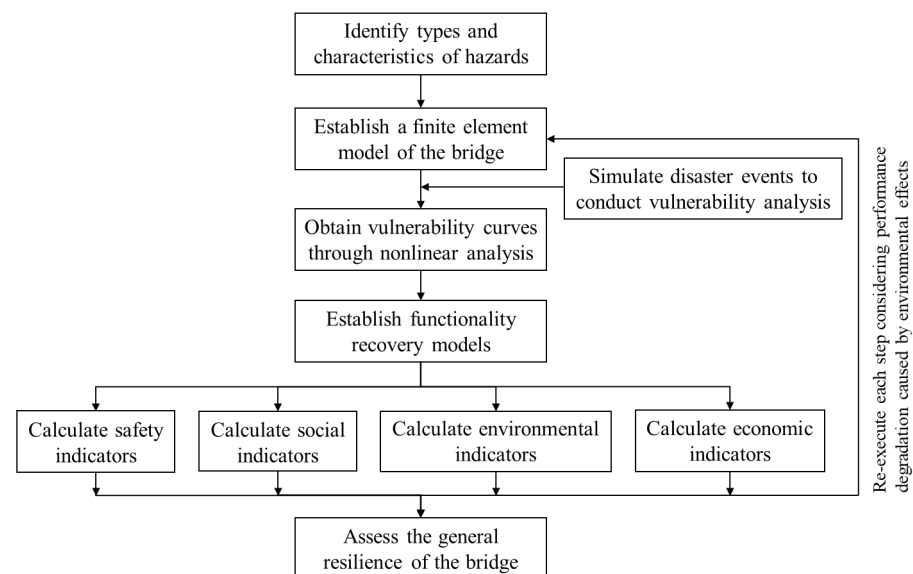 Identify types and
characteristics of hazards
Establish a finite element
model of the bridge
Simulate disaster events to
conduct vulnerability analysis
Obtain vulnerability curves
through nonlinear analysis
Establish functionality
recovery models
Calculate safety
indicators
Calculate social
indicators
Calculate environmental
indicators
Calculate economic
indicators
Assess the general
resilience of the bridge
Re-execute each step considering performance
degradation caused by environmental effects